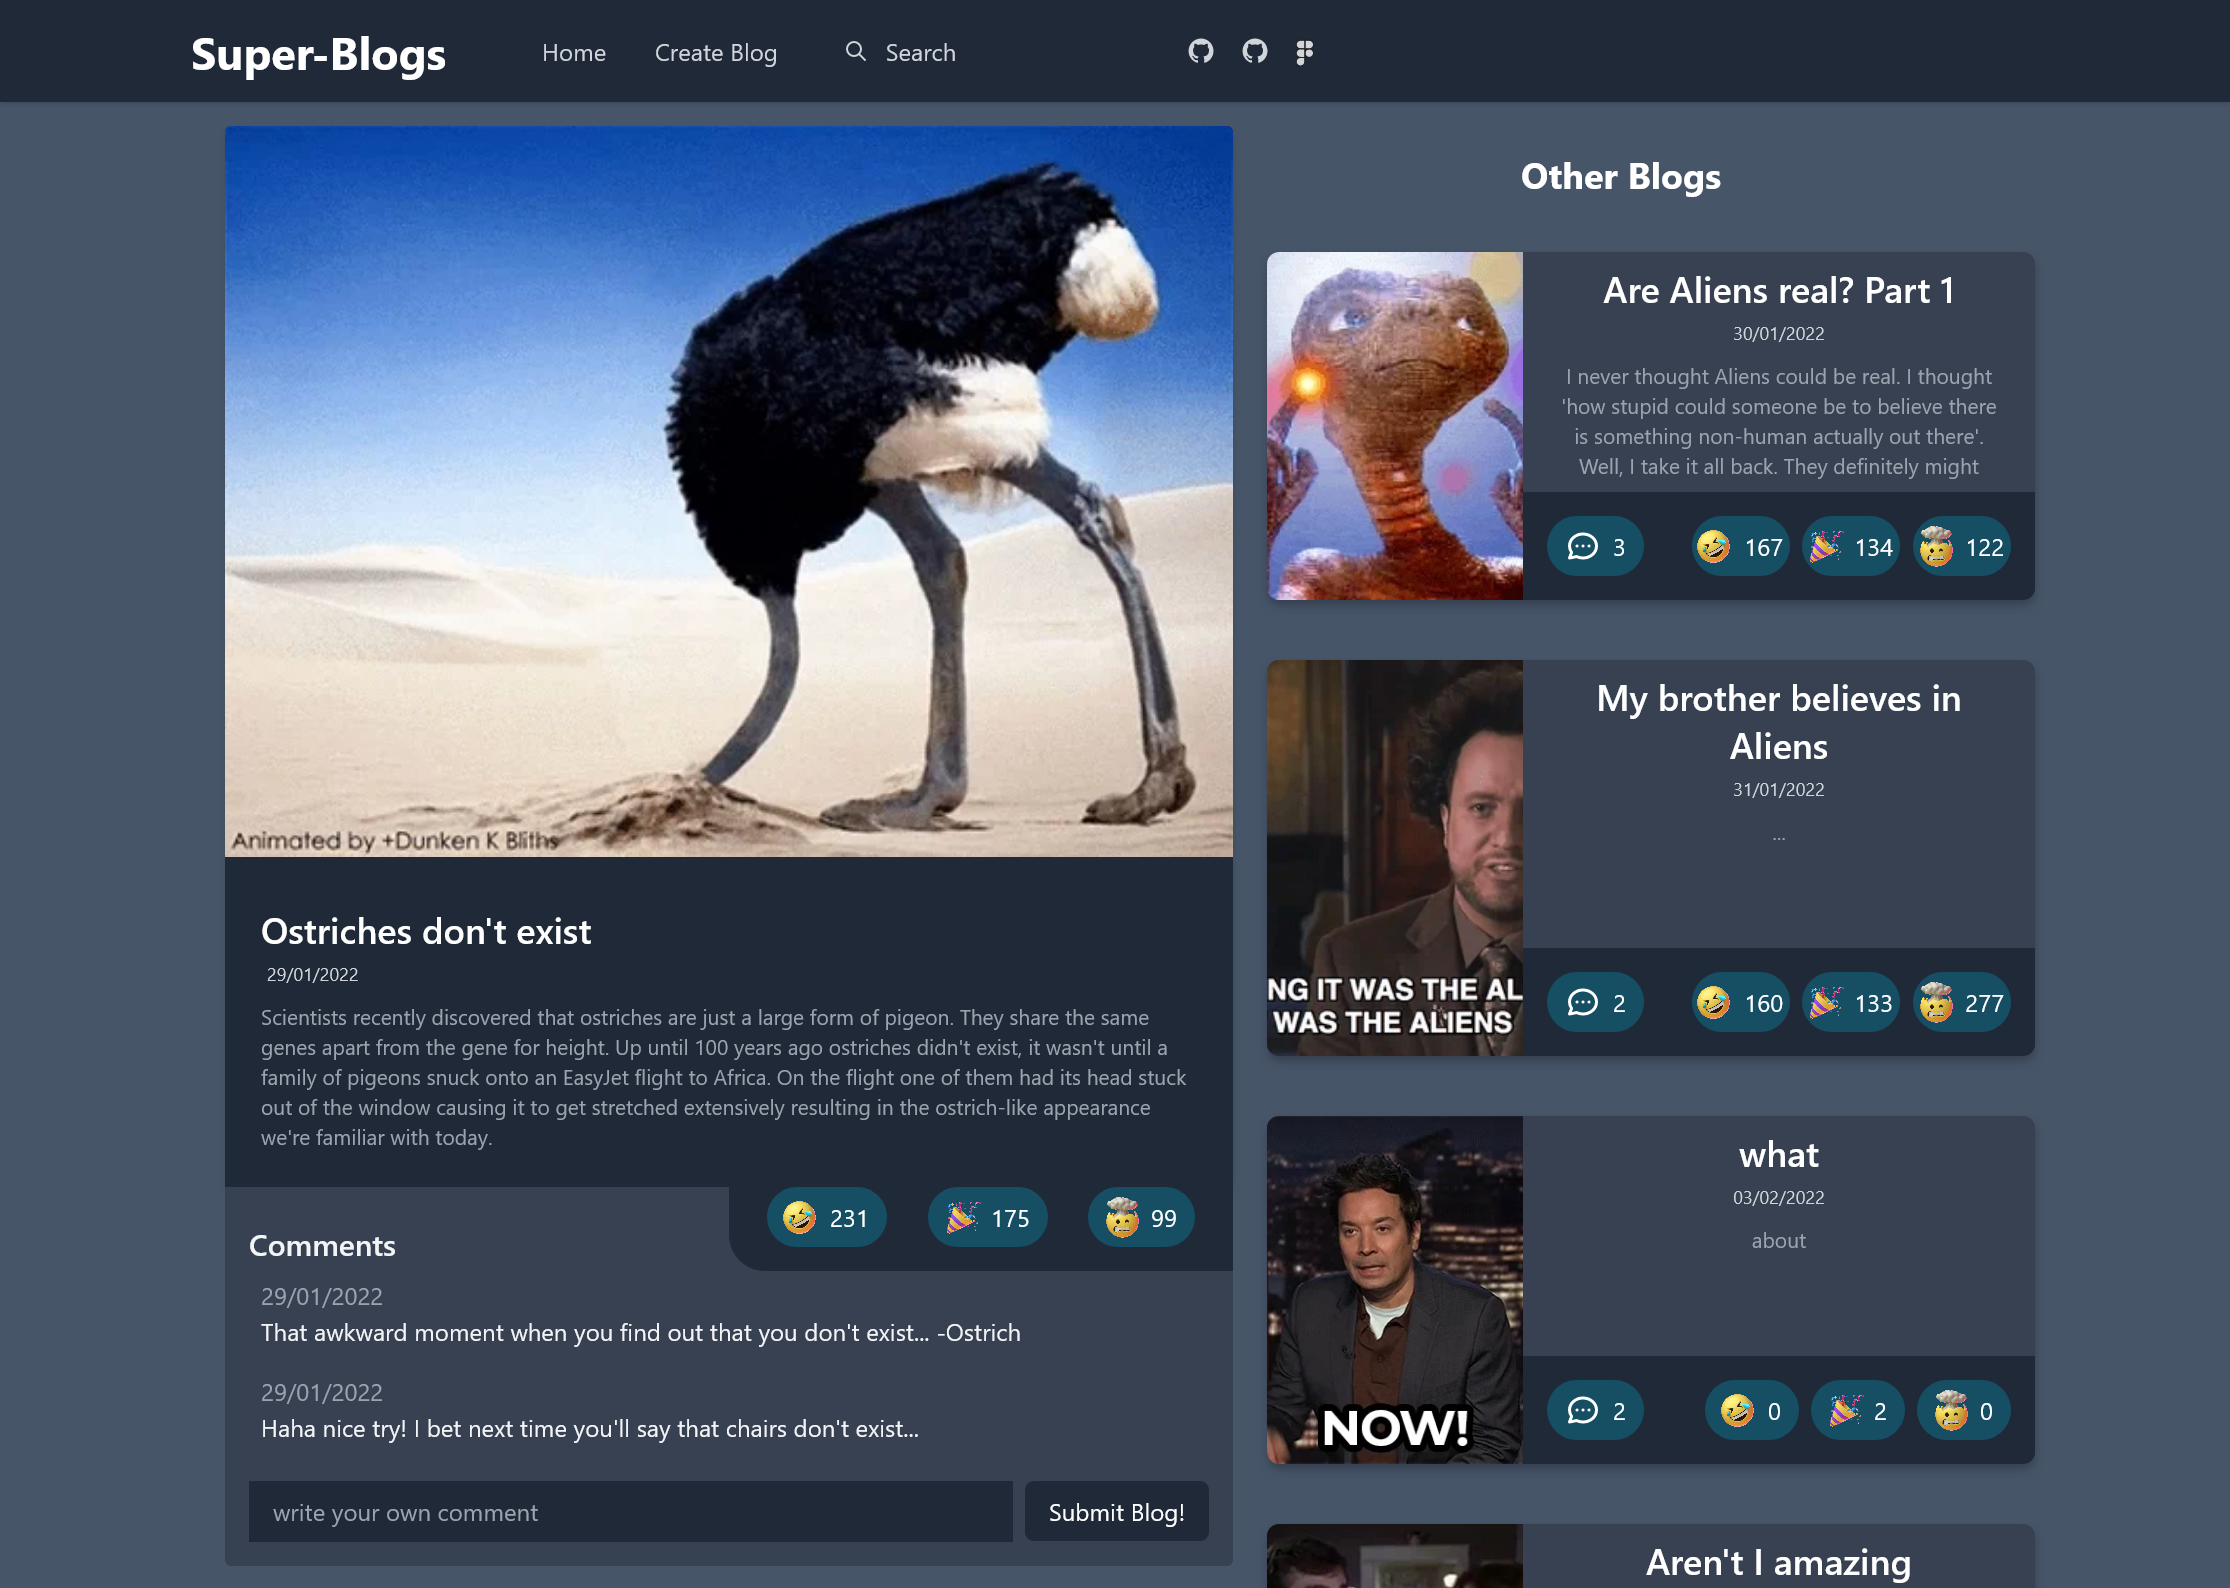 Super-Blogs
Home
Create Blog
Search
Animated by +Dunken K Bliths
Ostriches don't exist
29/01/2022
Scientists recently discovered that ostriches are just a large form of pigeon. They share the same
genes apart from the gene for height. Up until 100 years ago ostriches didn't exist, it wasn't until a
family of pigeons snuck onto an EasyJet flight to Africa. On the flight one of them had its head stuck
out of the window causing it to get stretched extensively resulting in the ostrich-like appearance
we're familiar with today.
231
175
99
Comments
29/01/2022
That awkward moment when you find out that you don't exist... -Ostrich
29/01/2022
Haha nice try! I bet next time you'll say that chairs don't exist...
write your own comment
Submit Blog!
Other Blogs
Are Aliens real? Part 1
30/01/2022
I never thought Aliens could be real. I thought
'how stupid could someone be to believe there
is something non-human actually out there'.
Well, I take it all back. They definitely might
3
167
134
122
NG IT WAS THE AL
WAS THE ALIENS
My brother believes in
Aliens
31/01/2022
...
2
160
133
277
NOW!
what
03/02/2022
about
2
0
2
0
Aren't I amazing